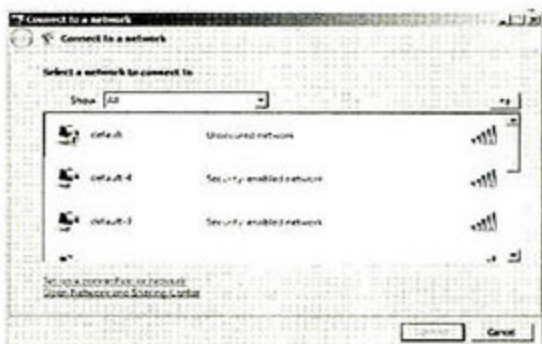 Connect to a network
Connect to a network
Select a network to connect to
Show All
default Unsecured network
default-4 Security-enabled network
default-3 Security-enabled network
Set up a connection or network
Open Network and Sharing Center
Connect Cancel